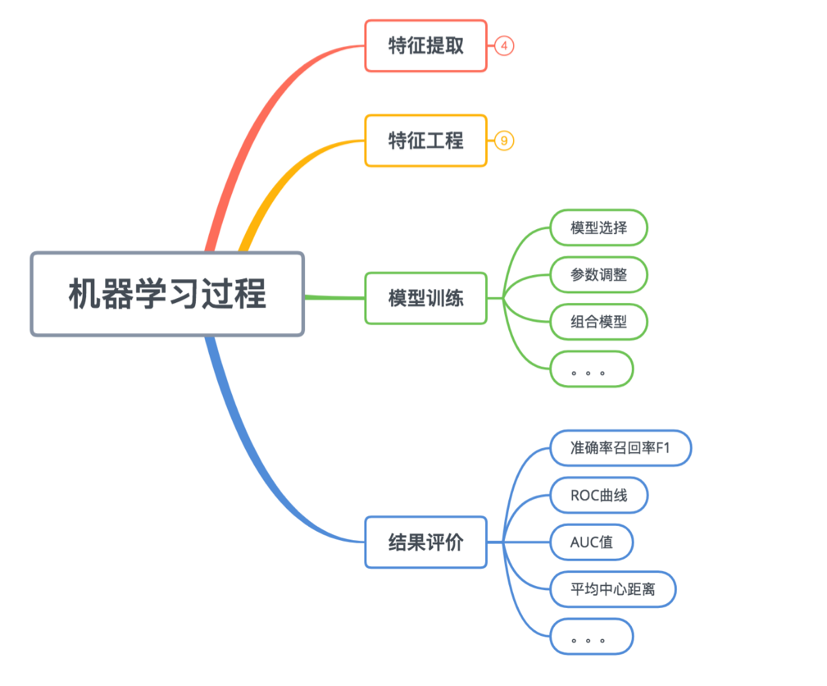 特征提取
4
特征工程
9
机器学习过程
模型训练
模型选择
参数调整
组合模型
。。。
结果评价
准确率召回率F1
ROC曲线
AUC值
平均中心距离
。。。